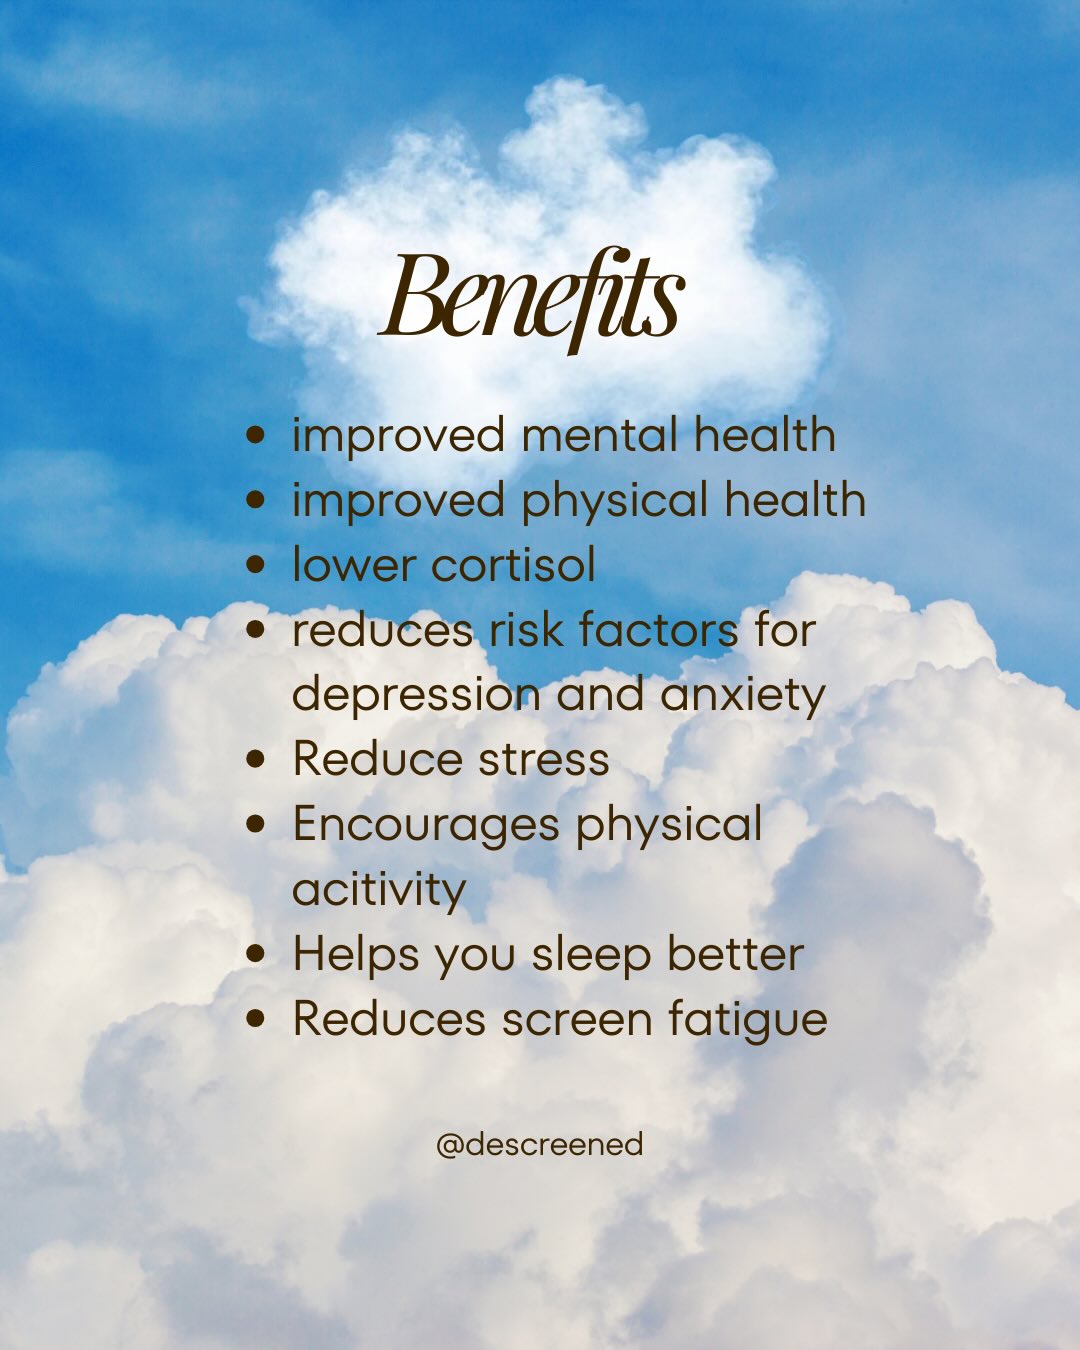 Benefits
• improved mental health
• improved physical health
• lower cortisol
• reduces risk factors for
depression and anxiety
• Reduce stress
• Encourages physical
acitivity
• Helps you sleep better
• Reduces screen fatigue
@descreened